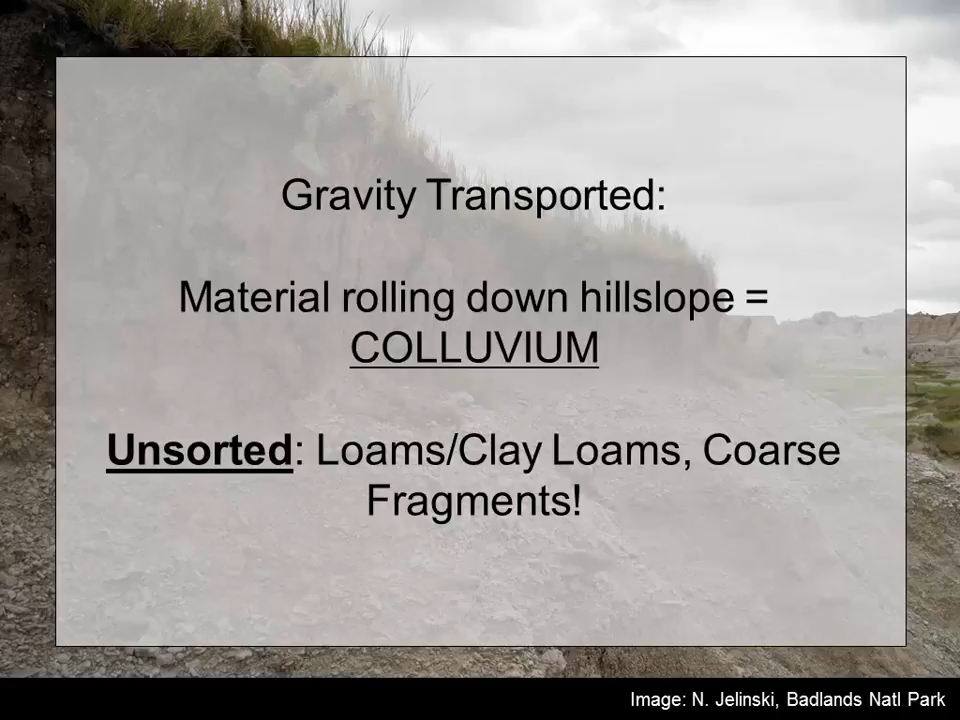 Gravity Transported:
Material rolling down hillslope =
COLLUVIUM
Unsorted: Loams/Clay Loams, Coarse
Fragments!
Image: N. Jelinski, Badlands Natl Park